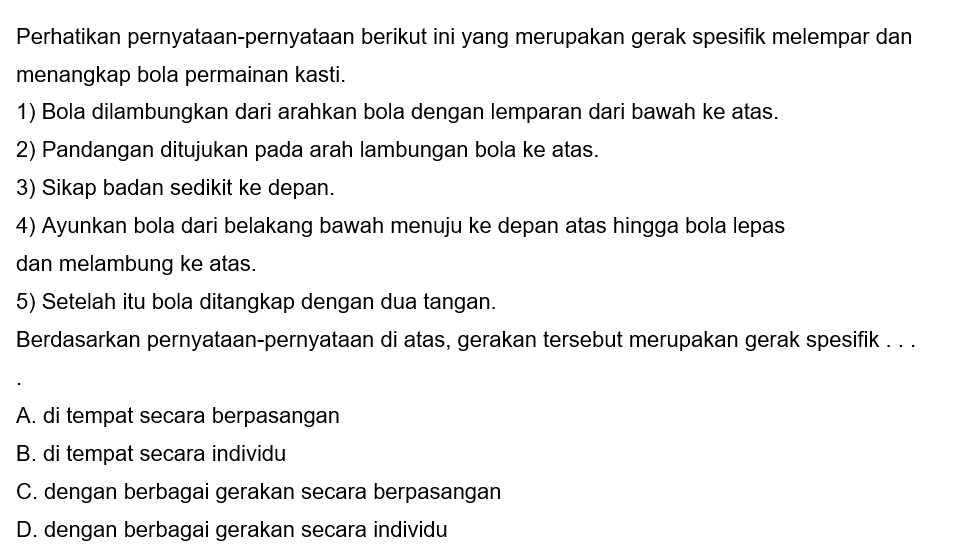 Perhatikan pernyataan-pernyataan berikut ini yang merupakan gerak spesifik melempar dan
menangkap bola permainan kasti.
1) Bola dilambungkan dari arahkan bola dengan lemparan dari bawah ke atas.
2) Pandangan ditujukan pada arah lambungan bola ke atas.
3) Sikap badan sedikit ke depan.
4) Ayunkan bola dari belakang bawah menuju ke depan atas hingga bola lepas
dan melambung ke atas.
5) Setelah itu bola ditangkap dengan dua tangan.
Berdasarkan pernyataan-pernyataan di atas, gerakan tersebut merupakan gerak spesifik . . .
.
A. di tempat secara berpasangan
B. di tempat secara individu
C. dengan berbagai gerakan secara berpasangan
D. dengan berbagai gerakan secara individu